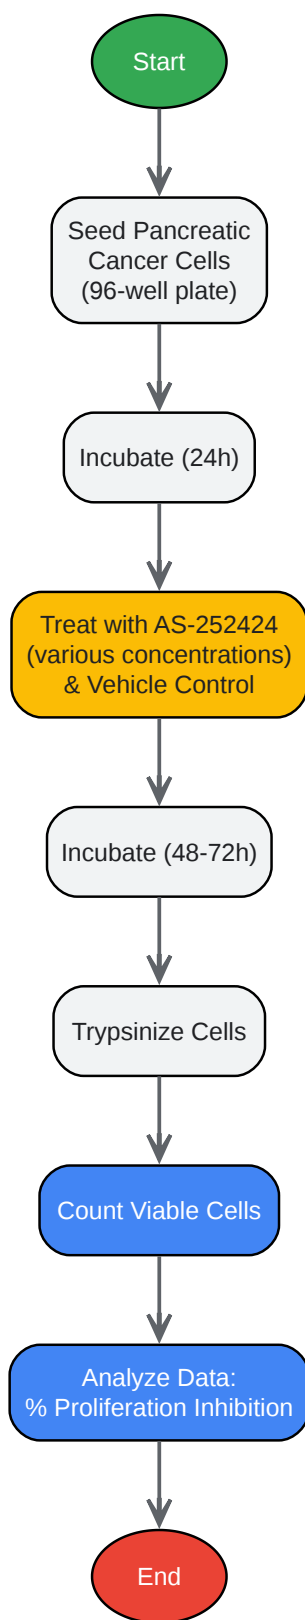 Start
Seed Pancreatic
Cancer Cells
(96-well plate)
Incubate (24h)
Treat with AS-252424
(various concentrations)
& Vehicle Control
Incubate (48-72h)
Trypsinize Cells
Count Viable Cells
Analyze Data:
% Proliferation Inhibition
End